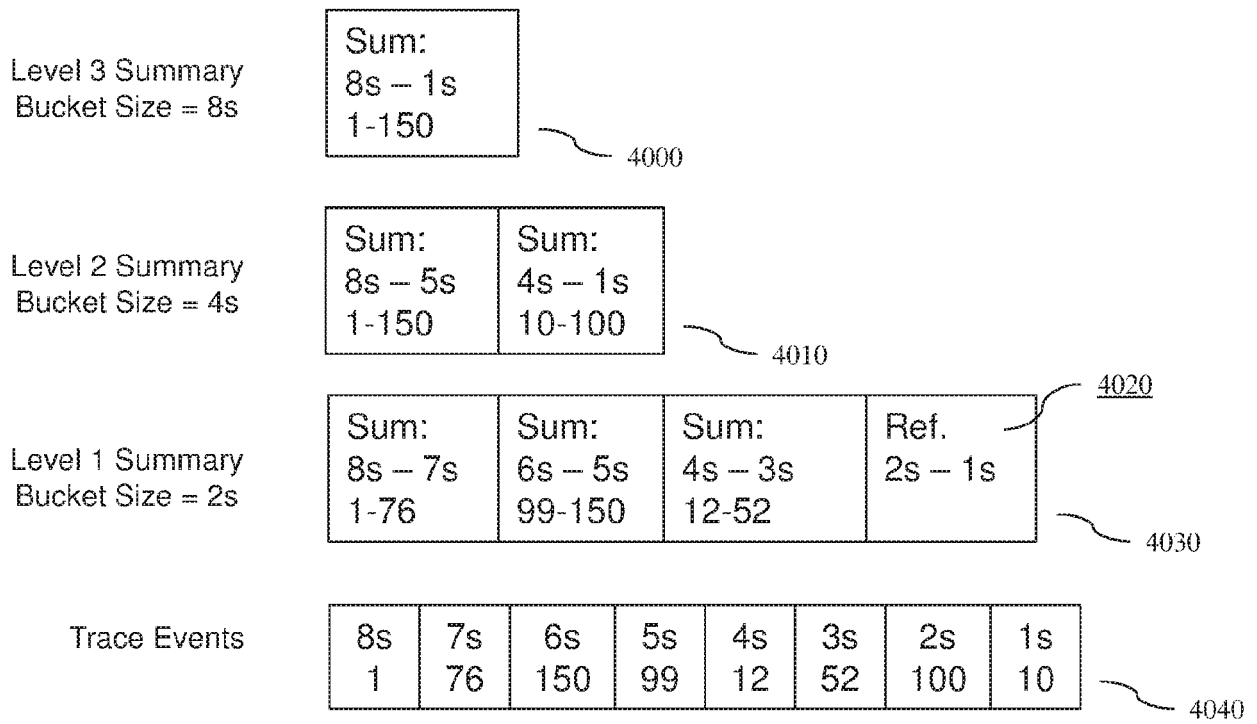 Level 3 Summary
Bucket Size = 8s
Sum:
8s – 1s
1-150
4000
Level 2 Summary
Bucket Size = 4s
Sum:
8s – 5s
1-150
Sum:
4s – 1s
10-100
4010
4020
Level 1 Summary
Bucket Size = 2s
Sum:
8s – 7s
1-76
Sum:
6s – 5s
99-150
Sum:
4s – 3s
12-52
Ref.
2s – 1s
4030
Trace Events
8s 7s 6s 5s 4s 3s 2s 1s
1 76 150 99 12 52 100 10
4040